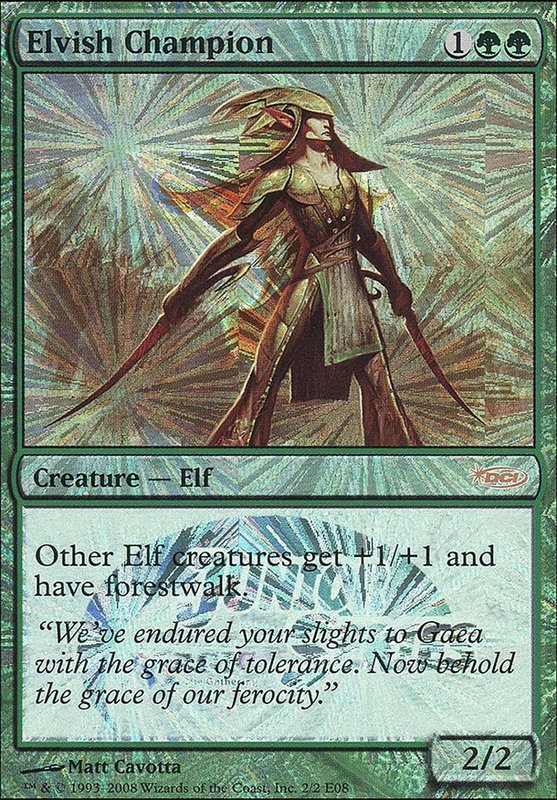 Elvish Champion 1
Creature — Elf
DCI
Other Elf creatures get +1/+1 and
have forestwalk.
“We’ve endured your slights to Gaea
with the grace of tolerance. Now behold
the grace of our ferocity.”
Matt Cavotta
2/2
™ & © 1993–2008 Wizards of the Coast, Inc. 2/2 E08